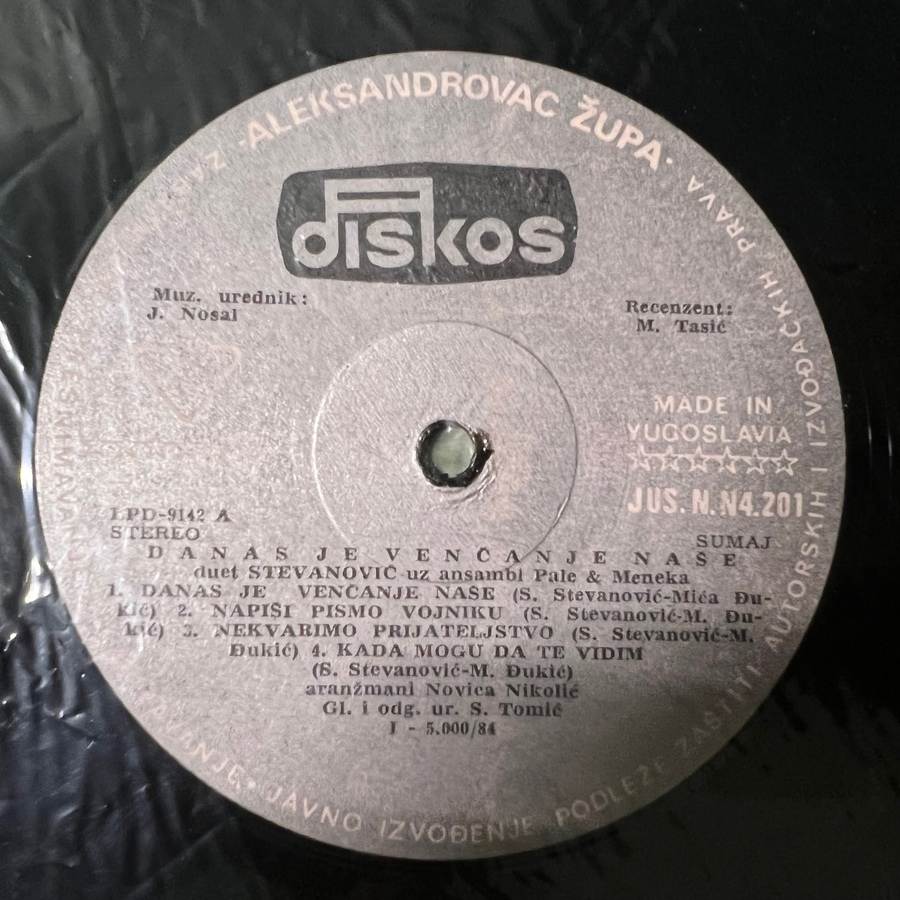 ·ALEKSANDROVAC ŽUPA·
diskos
Muz. urednik:
J. Nosal
Recenzent:
M. Tasić
MADE IN
YUGOSLAVIA
JUS. N. N4.201
LPD-9142 A
STEREO
SUMAJ
DANAS JE VENČANJE NAŠE
duet STEVANOVIĆ uz ansambl Pale & Meneka
1. DANAS JE VENČANJE NAŠE (S. Stevanović-Mića Đu-
kić) 2. NAPIŠI PISMO VOJNIKU (S. Stevanović-M. Đu-
kić) 3. NEKVARIMO PRIJATELJSTVO (S. Stevanović-M.
Đukić) 4. KADA MOGU DA TE VIDIM
(S. Stevanović-M. Đukić)
aranžmani Novica Nikolić
Gl. i odg. ur. S. Tomić
I - 5.000/84
JAVNO IZVOĐENJE PODLEŽE ZAŠTITI AUTORSKIH I IZVOĐAČKIH PRAVA